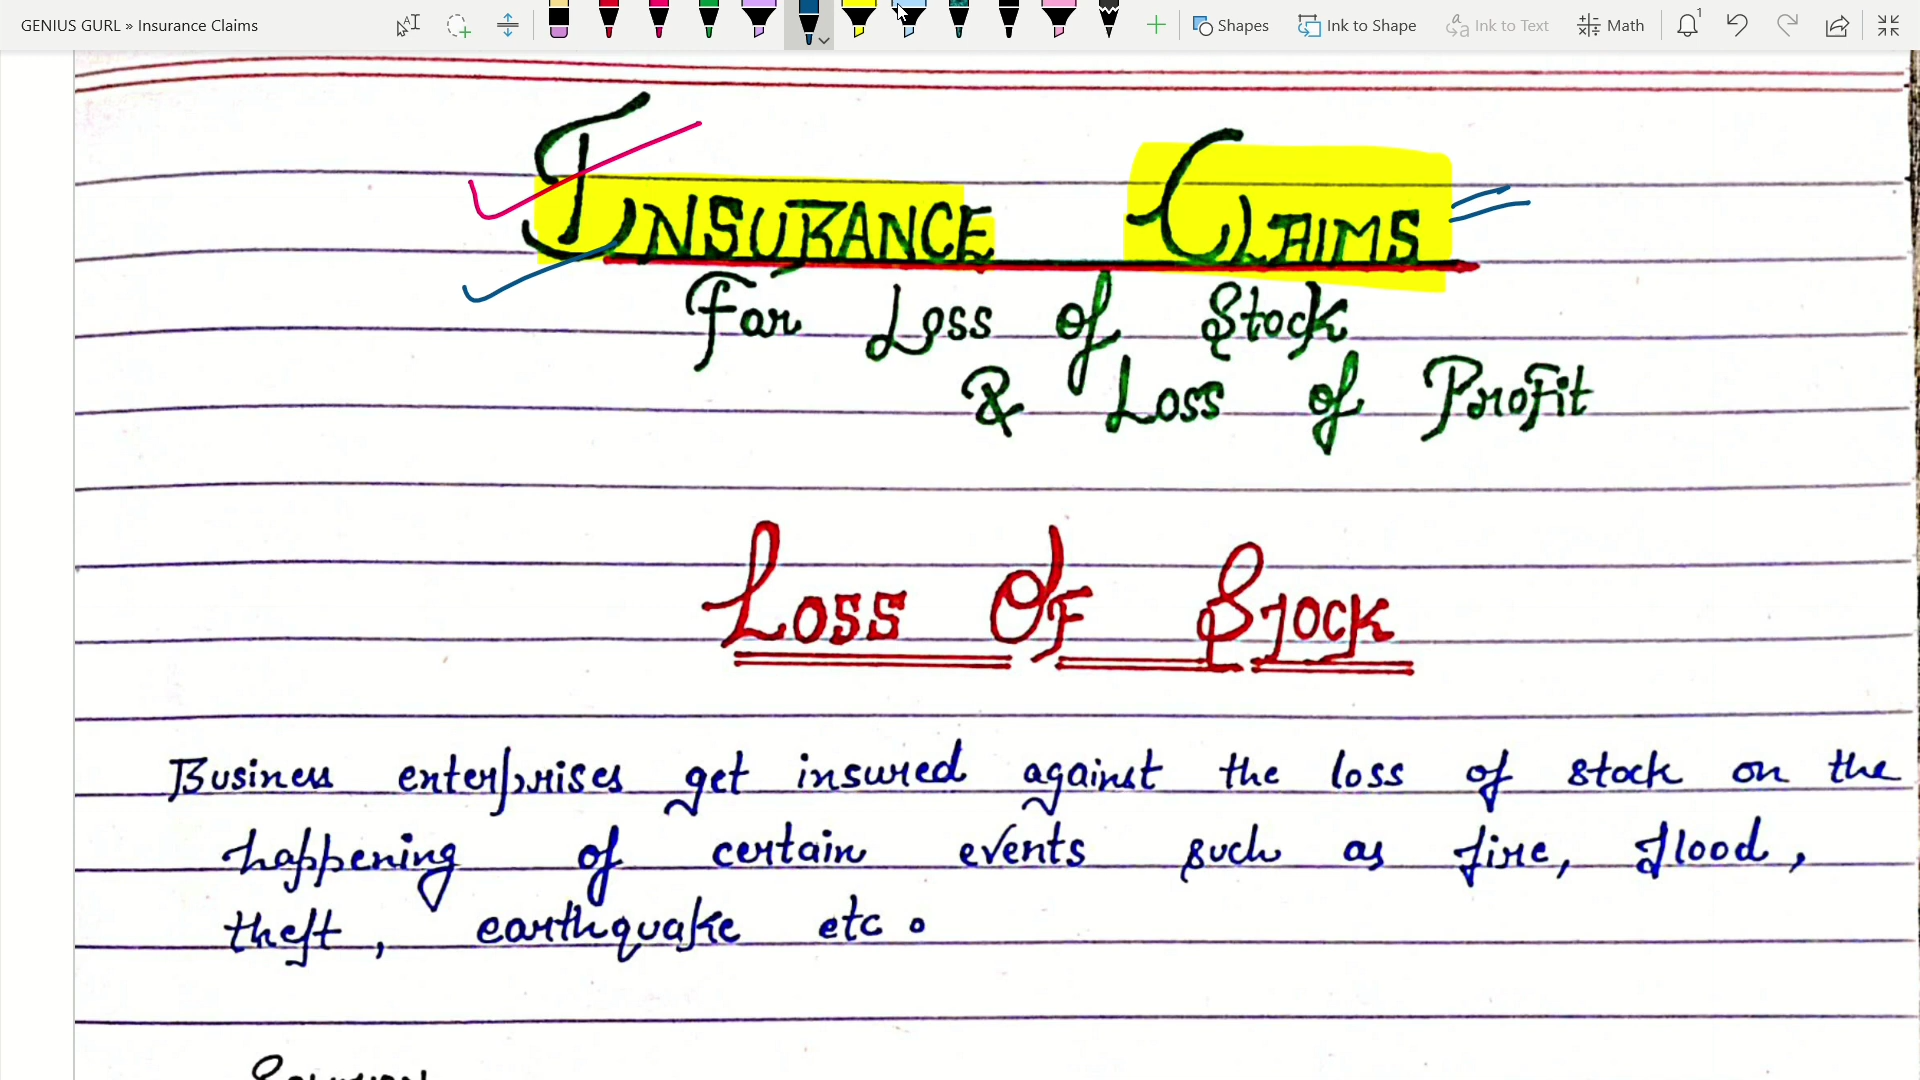 GENIUS GURL » Insurance Claims
Shapes Ink to Shape Ink to Text Math 1
INSURANCE CLAIMS
For Loss of Stock
& Loss of Profit
LOSS OF STOCK
Business enterprises get insured against the loss of stock on the
happening of certain events such as fire, flood,
theft, earthquake etc.